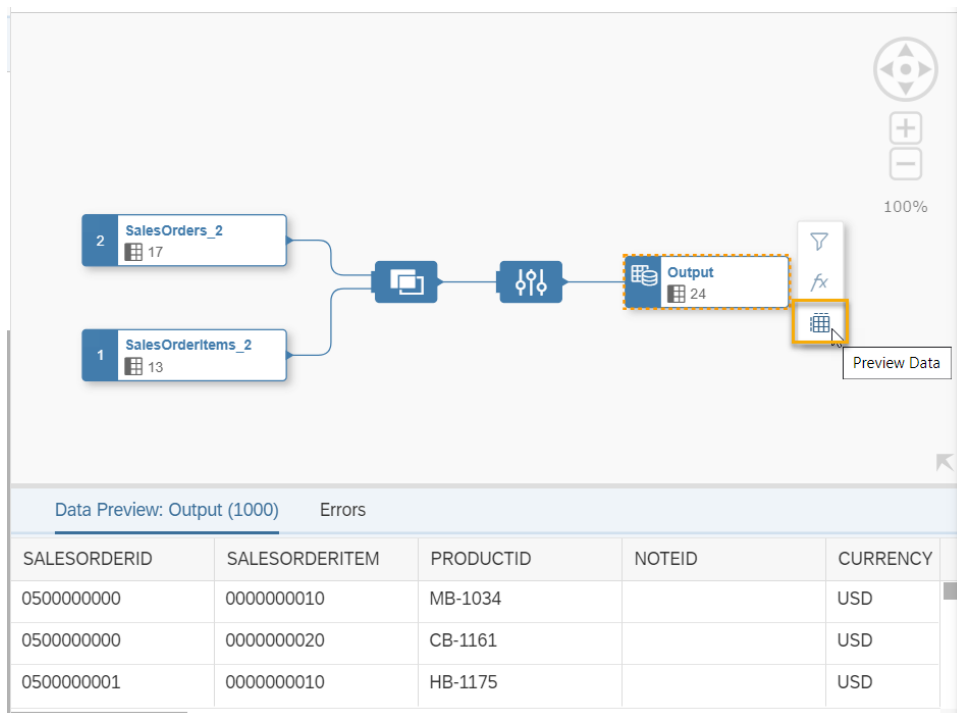 100%
2
SalesOrders_2
17
Output
24
fx
1
SalesOrderItems_2
13
Preview Data
Data Preview: Output (1000) Errors
SALESORDERID SALESORDERITEM PRODUCTID NOTEID CURRENCY
0500000000 0000000010 MB-1034 USD
0500000000 0000000020 CB-1161 USD
0500000001 0000000010 HB-1175 USD